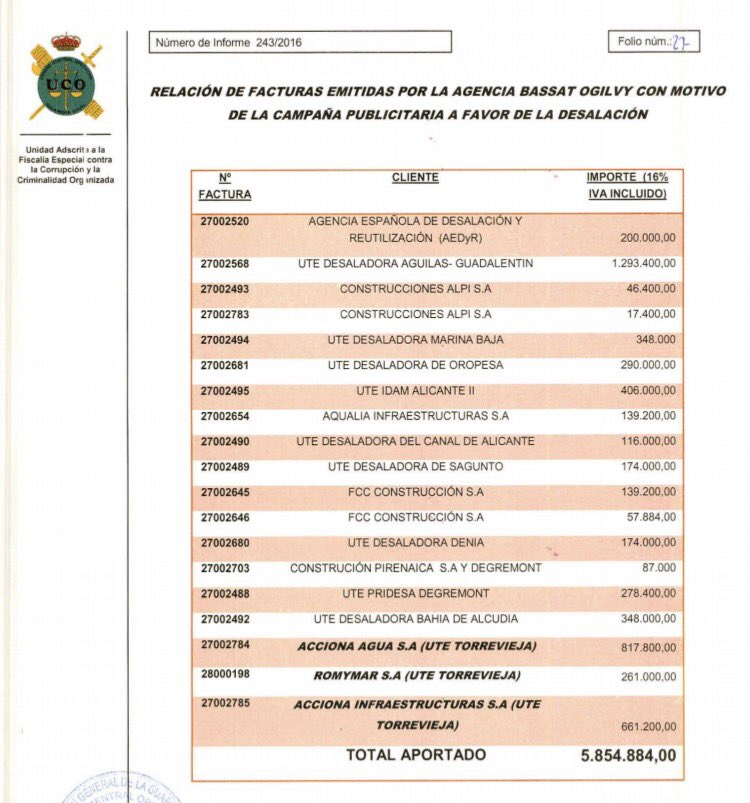 Número de Informe 243/2016
Folio núm.: 27
UCO
Unidad Adscrita a la
Fiscalía Especial contra
la Corrupción y la
Criminalidad Organizada
RELACIÓN DE FACTURAS EMITIDAS POR LA AGENCIA BASSAT OGILVY CON MOTIVO
DE LA CAMPAÑA PUBLICITARIA A FAVOR DE LA DESALACIÓN
Nº FACTURA CLIENTE IMPORTE (16% IVA INCLUIDO)
27002520 AGENCIA ESPAÑOLA DE DESALACIÓN Y
REUTILIZACIÓN (AEDyR) 200.000,00
27002568 UTE DESALADORA AGUILAS- GUADALENTIN 1.293.400,00
27002493 CONSTRUCCIONES ALPI S.A 46.400,00
27002783 CONSTRUCCIONES ALPI S.A 17.400,00
27002494 UTE DESALADORA MARINA BAJA 348.000
27002681 UTE DESALADORA DE OROPESA 290.000,00
27002495 UTE IDAM ALICANTE II 406.000,00
27002654 AQUALIA INFRAESTRUCTURAS S.A 139.200,00
27002490 UTE DESALADORA DEL CANAL DE ALICANTE 116.000,00
27002489 UTE DESALADORA DE SAGUNTO 174.000,00
27002645 FCC CONSTRUCCIÓN S.A 139.200,00
27002646 FCC CONSTRUCCIÓN S.A 57.884,00
27002680 UTE DESALADORA DENIA 174.000,00
27002703 CONSTRUCIÓN PIRENAICA S.A Y DEGREMONT 87.000
27002488 UTE PRIDESA DEGREMONT 278.400,00
27002492 UTE DESALADORA BAHIA DE ALCUDIA 348.000,00
27002784 ACCIONA AGUA S.A (UTE TORREVIEJA) 817.800,00
28000198 ROMYMAR S.A (UTE TORREVIEJA) 261.000,00
27002785 ACCIONA INFRAESTRUCTURAS S.A (UTE
TORREVIEJA) 661.200,00
TOTAL APORTADO 5.854.884,00
GENERAL DE LA GUAR